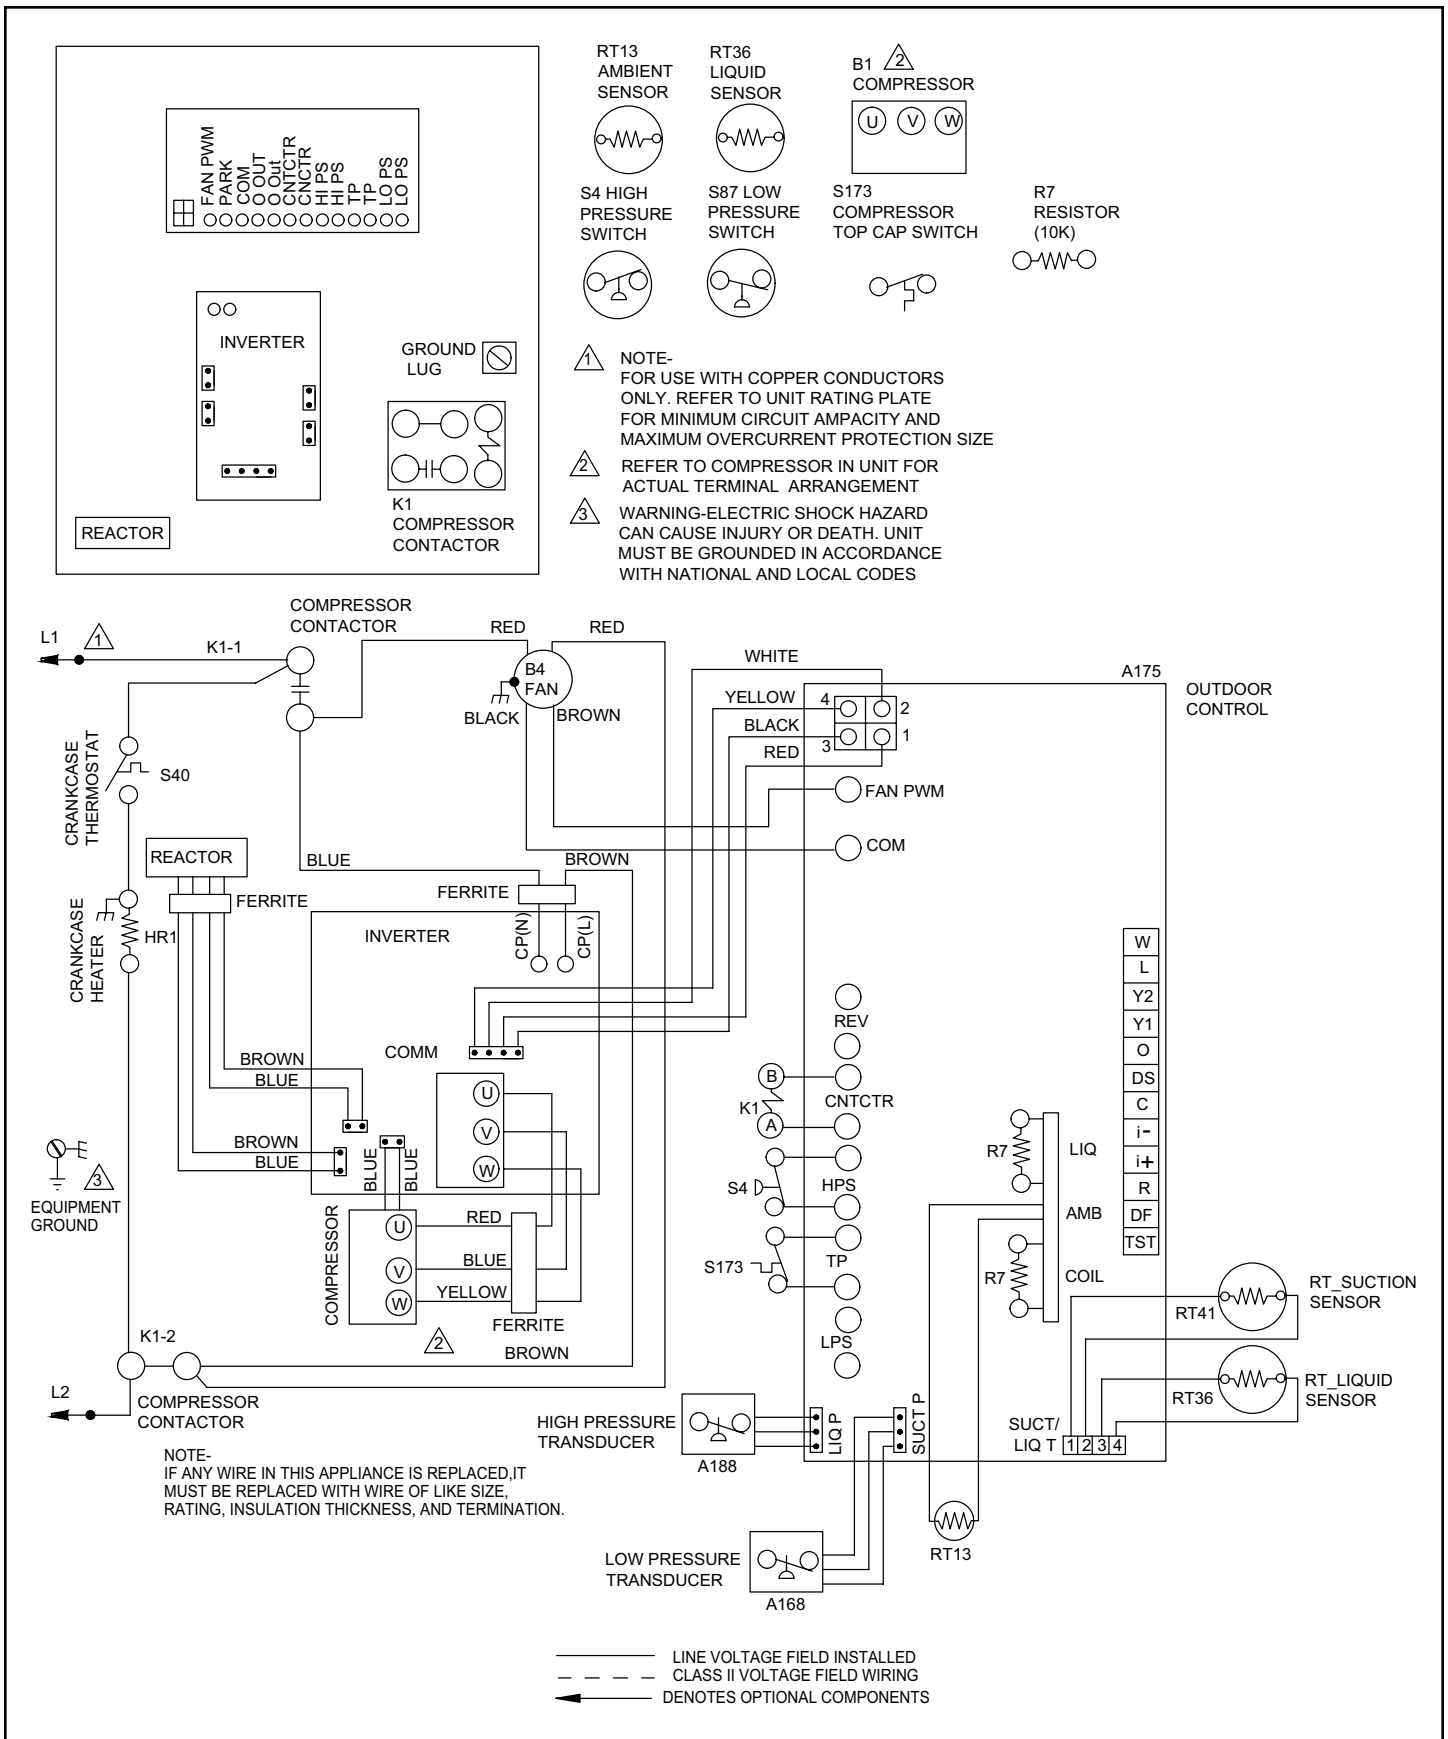 FAN PWM
PARK
COM
O OUT
O Out
CNTCTR
CNCTR
HI PS
HI PS
TP
TP
LO PS
LO PS
INVERTER
GROUND
LUG
K1
COMPRESSOR
CONTACTOR
REACTOR
RT13
AMBIENT
SENSOR
RT36
LIQUID
SENSOR
B1 2
COMPRESSOR
U V W
S4 HIGH
PRESSURE
SWITCH
S87 LOW
PRESSURE
SWITCH
S173
COMPRESSOR
TOP CAP SWITCH
R7
RESISTOR
(10K)
1 NOTE-
FOR USE WITH COPPER CONDUCTORS
ONLY. REFER TO UNIT RATING PLATE
FOR MINIMUM CIRCUIT AMPACITY AND
MAXIMUM OVERCURRENT PROTECTION SIZE
2 REFER TO COMPRESSOR IN UNIT FOR
ACTUAL TERMINAL ARRANGEMENT
3 WARNING-ELECTRIC SHOCK HAZARD
CAN CAUSE INJURY OR DEATH. UNIT
MUST BE GROUNDED IN ACCORDANCE
WITH NATIONAL AND LOCAL CODES
COMPRESSOR
CONTACTOR
L1 1
K1-1
RED
RED
B4
FAN
BLACK
BROWN
WHITE
YELLOW
BLACK
RED
4
2
3
1
A175
OUTDOOR
CONTROL
FAN PWM
COM
CRANKCASE
THERMOSTAT
S40
REACTOR
FERRITE
BLUE
BROWN
FERRITE
CP(N)
CP(L)
INVERTER
CRANKCASE
HEATER
HR1
COMM
BROWN
BLUE
BROWN
BLUE
BLUE
BLUE
U
V
W
3
EQUIPMENT
GROUND
COMPRESSOR
U
V
W
RED
BLUE
YELLOW
FERRITE
2
BROWN
K1-2
L2
COMPRESSOR
CONTACTOR
REV
B
K1
A
CNTCTR
S4
HPS
S173
TP
LPS
W
L
Y2
Y1
O
DS
C
i-
i+
R
DF
TST
R7
LIQ
AMB
R7
COIL
RT41
RT_SUCTION
SENSOR
RT36
RT_LIQUID
SENSOR
SUCT/
LIQ T 1 2 3 4
HIGH PRESSURE
TRANSDUCER
A188
LIQ P
SUCT P
NOTE-
IF ANY WIRE IN THIS APPLIANCE IS REPLACED,IT
MUST BE REPLACED WITH WIRE OF LIKE SIZE,
RATING, INSULATION THICKNESS, AND TERMINATION.
LOW PRESSURE
TRANSDUCER
A168
RT13
LINE VOLTAGE FIELD INSTALLED
CLASS II VOLTAGE FIELD WIRING
DENOTES OPTIONAL COMPONENTS